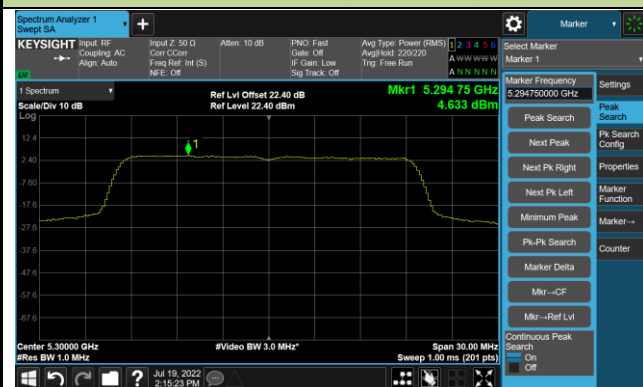 Spectrum Analyzer 1
Swept SA
+
Marker
KEYSIGHT
Input: RF
Coupling: AC
Align: Auto
Input Z: 50 Ω
Corr CCorr
Freq Ref: Int (S)
NFE: Off
Atten: 10 dB
PNO: Fast
Gate: Off
IF Gain: Low
Sig Track: Off
Avg Type: Power (RMS)
Avg|Hold: 220/220
Trig: Free Run
1 2 3 4 5 6
A W W W W W
A N N N N N
Select Marker
Marker 1
LXI
1 Spectrum
Scale/Div 10 dB
Log
Ref Lvl Offset 22.40 dB
Ref Level 22.40 dBm
Mkr1 5.294 75 GHz
4.633 dBm
1
12.4
2.40
-7.60
-17.6
-27.6
-37.6
-47.6
-57.6
-67.6
Center 5.30000 GHz
#Res BW 1.0 MHz
#Video BW 3.0 MHz*
Span 30.00 MHz
Sweep 1.00 ms (201 pts)
Marker Frequency
5.294750000 GHz
Peak Search
Next Peak
Next Pk Right
Next Pk Left
Minimum Peak
Pk-Pk Search
Marker Delta
Mkr→CF
Mkr→Ref Lvl
Continuous Peak
Search
On
Off
Settings
Peak
Search
Pk Search
Config
Properties
Marker
Function
Marker→
Counter
?
Jul 19, 2022
2:15:23 PM